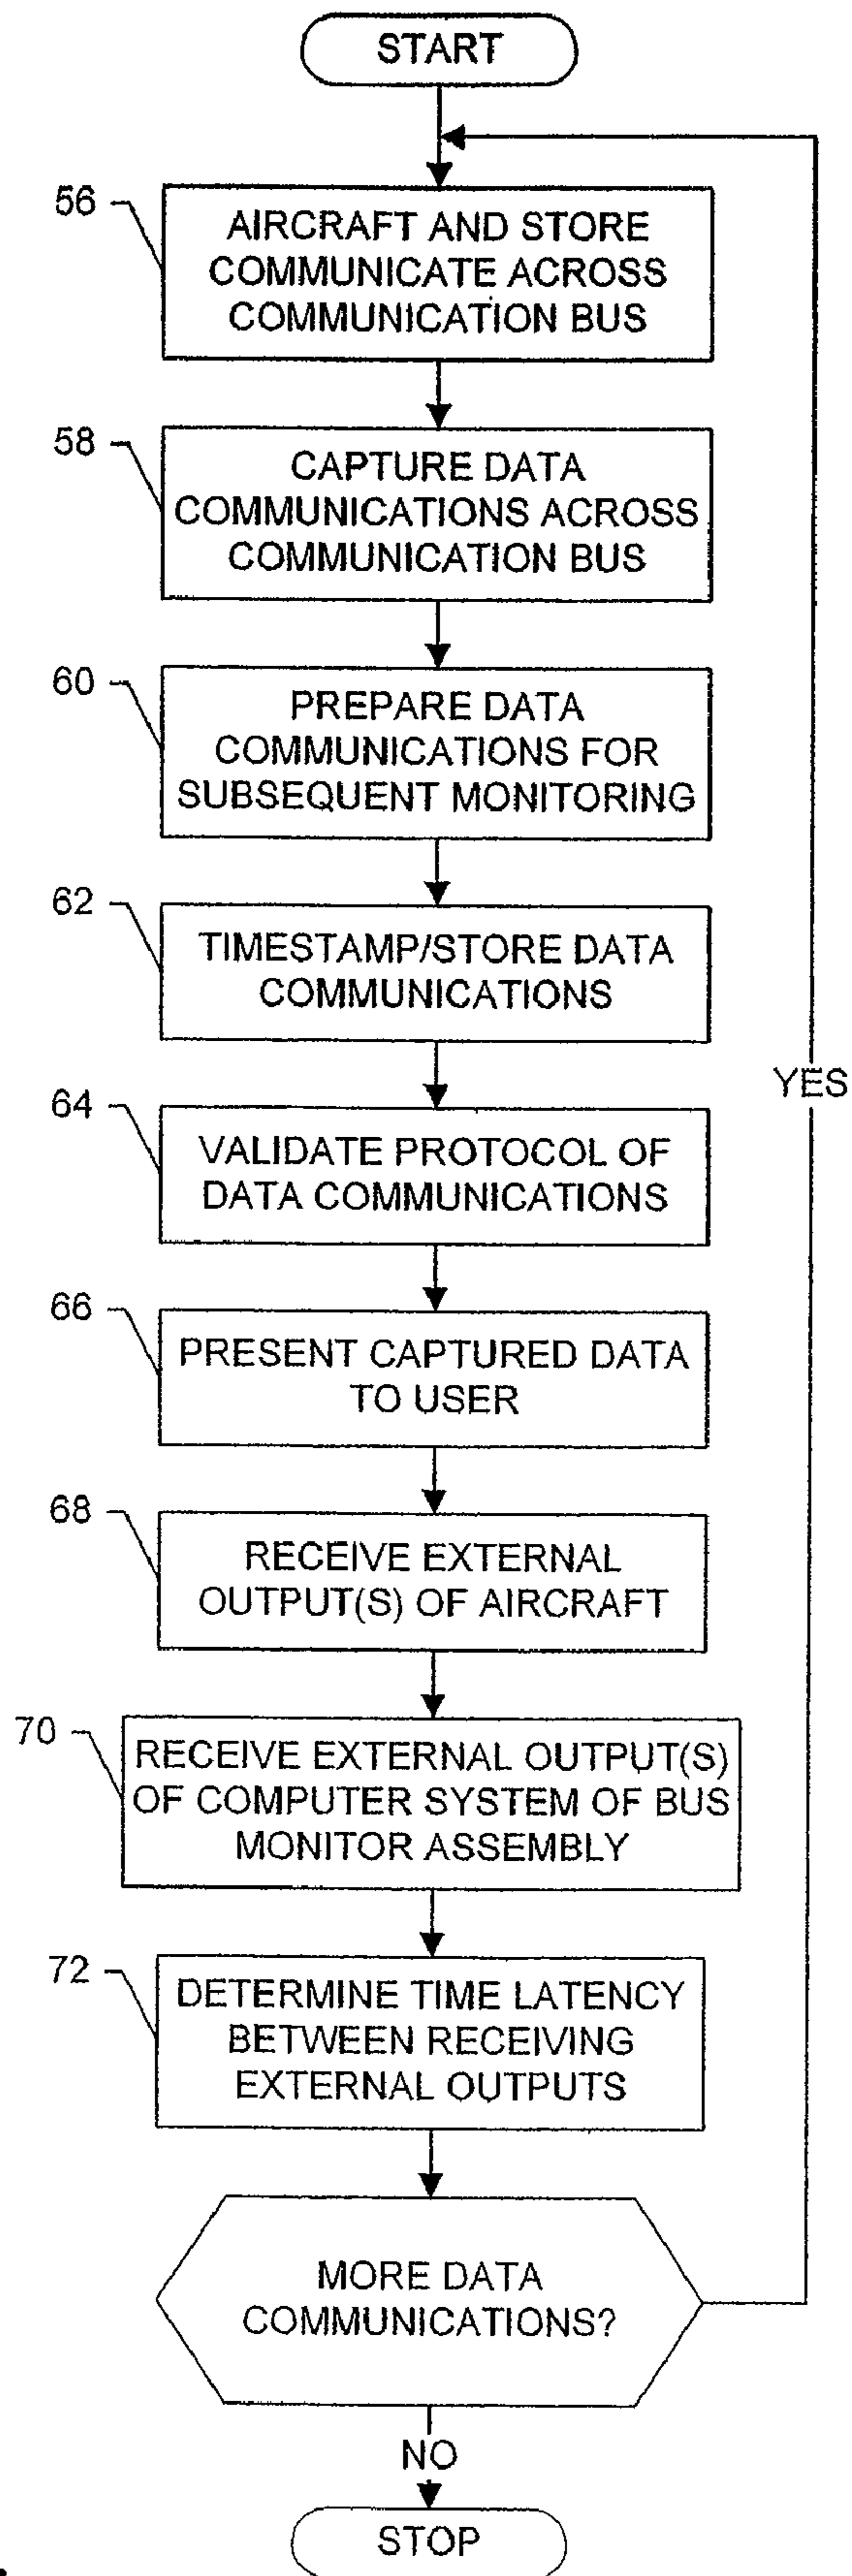 START
56
AIRCRAFT AND STORE
COMMUNICATE ACROSS
COMMUNICATION BUS
58
CAPTURE DATA
COMMUNICATIONS ACROSS
COMMUNICATION BUS
60
PREPARE DATA
COMMUNICATIONS FOR
SUBSEQUENT MONITORING
62
TIMESTAMP/STORE DATA
COMMUNICATIONS
YES
64
VALIDATE PROTOCOL OF
DATA COMMUNICATIONS
66
PRESENT CAPTURED DATA
TO USER
68
RECEIVE EXTERNAL
OUTPUT(S) OF AIRCRAFT
70
RECEIVE EXTERNAL OUTPUT(S)
OF COMPUTER SYSTEM OF BUS
MONITOR ASSEMBLY
72
DETERMINE TIME LATENCY
BETWEEN RECEIVING
EXTERNAL OUTPUTS
MORE DATA
COMMUNICATIONS?
NO
STOP